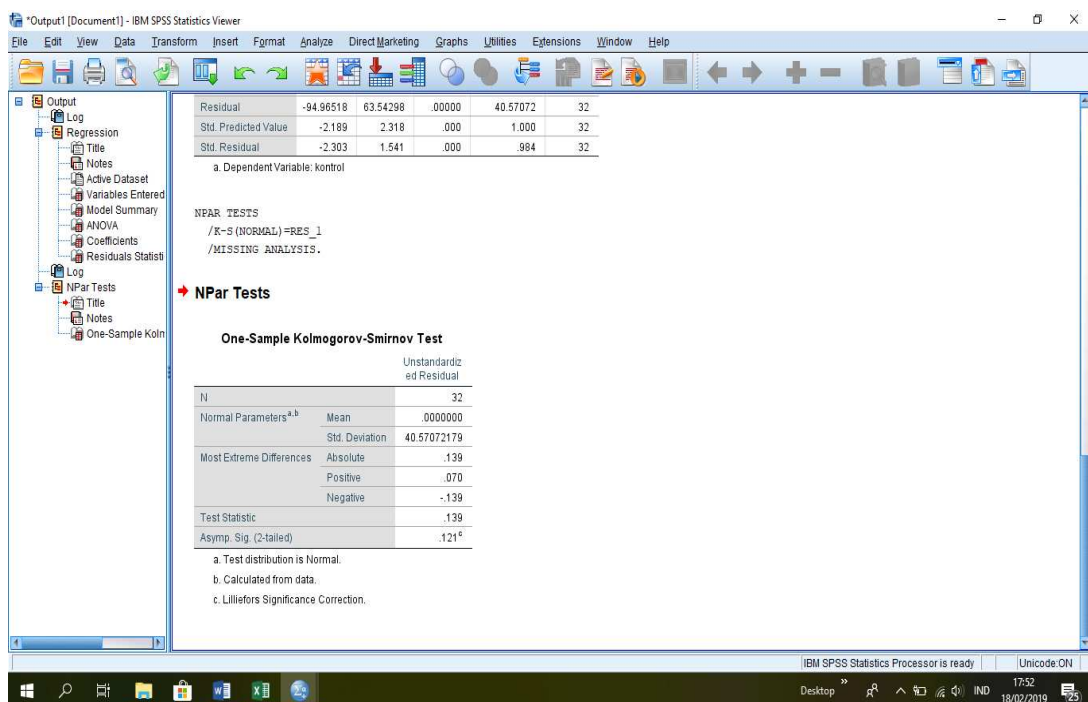 *Output1 [Document1] - IBM SPSS Statistics Viewer
File Edit View Data Transform Insert Format Analyze Direct Marketing Graphs Utilities Extensions Window Help
Output
Log
Regression
Title
Notes
Active Dataset
Variables Entered
Model Summary
ANOVA
Coefficients
Residuals Statisti
Log
NPar Tests
Title
Notes
One-Sample Kolm
Residual -94.96518 63.54298 .00000 40.57072 32
Std. Predicted Value -2.189 2.318 .000 1.000 32
Std. Residual -2.303 1.541 .000 .984 32
a. Dependent Variable: kontrol
NPAR TESTS
/K-S(NORMAL)=RES_1
/MISSING ANALYSIS.
NPar Tests
One-Sample Kolmogorov-Smirnov Test
Unstandardiz
ed Residual
N 32
Normal Parameters a,b Mean .0000000
Std. Deviation 40.57072179
Most Extreme Differences Absolute .139
Positive .070
Negative -.139
Test Statistic .139
Asymp. Sig. (2-tailed) .121 c
a. Test distribution is Normal.
b. Calculated from data.
c. Lilliefors Significance Correction.
IBM SPSS Statistics Processor is ready Unicode:ON
Desktop IND 17:52
18/02/2019 25